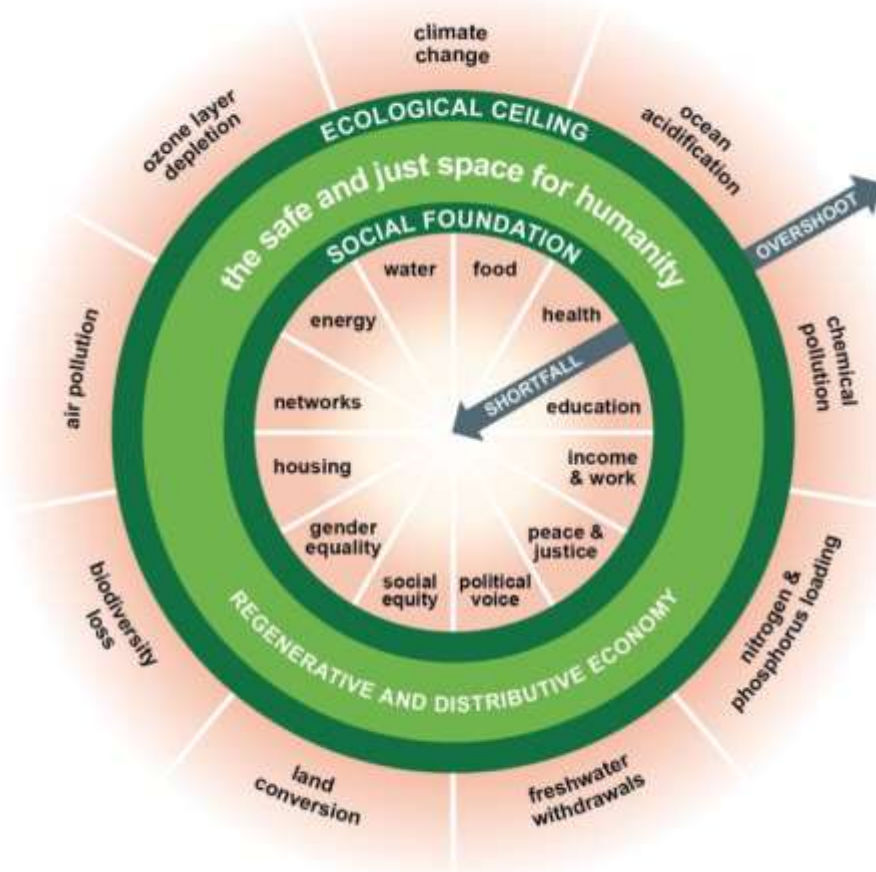 climate
change
ocean
acidification
chemical
pollution
nitrogen &
phosphorus loading
freshwater
withdrawals
land
conversion
biodiversity
loss
air pollution
ozone layer
depletion
ECOLOGICAL CEILING
the safe and just space for humanity
SOCIAL FOUNDATION
OVERSHOOT
SHORTFALL
water
food
health
education
income
& work
peace &
justice
political
voice
social
equity
gender
equality
housing
networks
energy
REGENERATIVE AND DISTRIBUTIVE ECONOMY